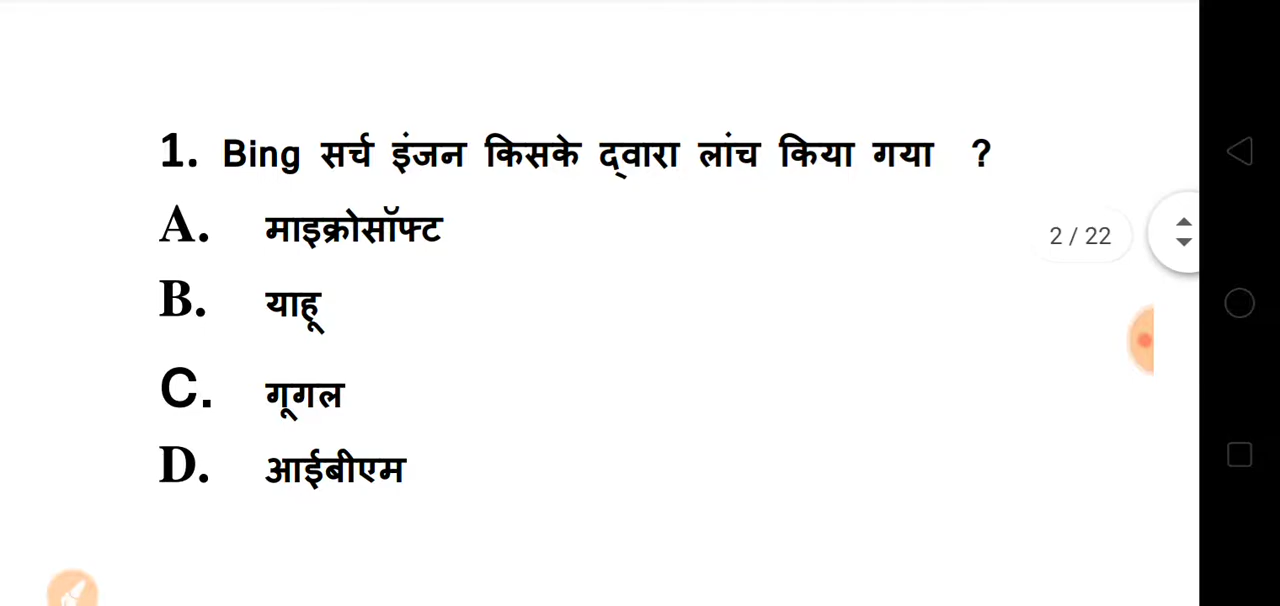 1. Bing सर्च इंजन किसके द्वारा लांच किया गया ?
A. माइक्रोसॉफ्ट
2 / 22
B. याहू
C. गूगल
D. आईबीएम